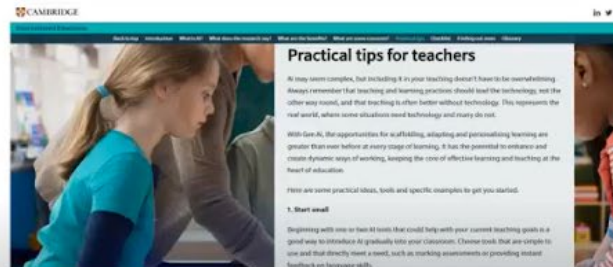 CAMBRIDGE
Back to top Introduction What is AI? What does the research say? What are the benefits? What are some concerns? Practical tips Checklist Finding out more Glossary
Practical tips for teachers
AI may seem complex, but including it in your teaching doesn't have to be overwhelming.
Always remember that teaching and learning practices should lead the technology, not the
other way round, and that teaching is often better without technology. This represents the
real world, where some situations need technology and many do not.
With Gen AI, the opportunities for scaffolding, adapting and personalising learning are
greater than ever before at every stage of learning. It has the potential to enhance and
create dynamic ways of working, keeping the core of effective learning and teaching at the
heart of education.
Here are some practical ideas, tools and specific examples to get you started.
1. Start small
Beginning with one or two AI tools that could help with your current teaching goals is a
good way to introduce AI gradually into your classroom. Choose tools that are simple to
use and that directly meet a need, such as marking assessments or providing instant
feedback on language skills.